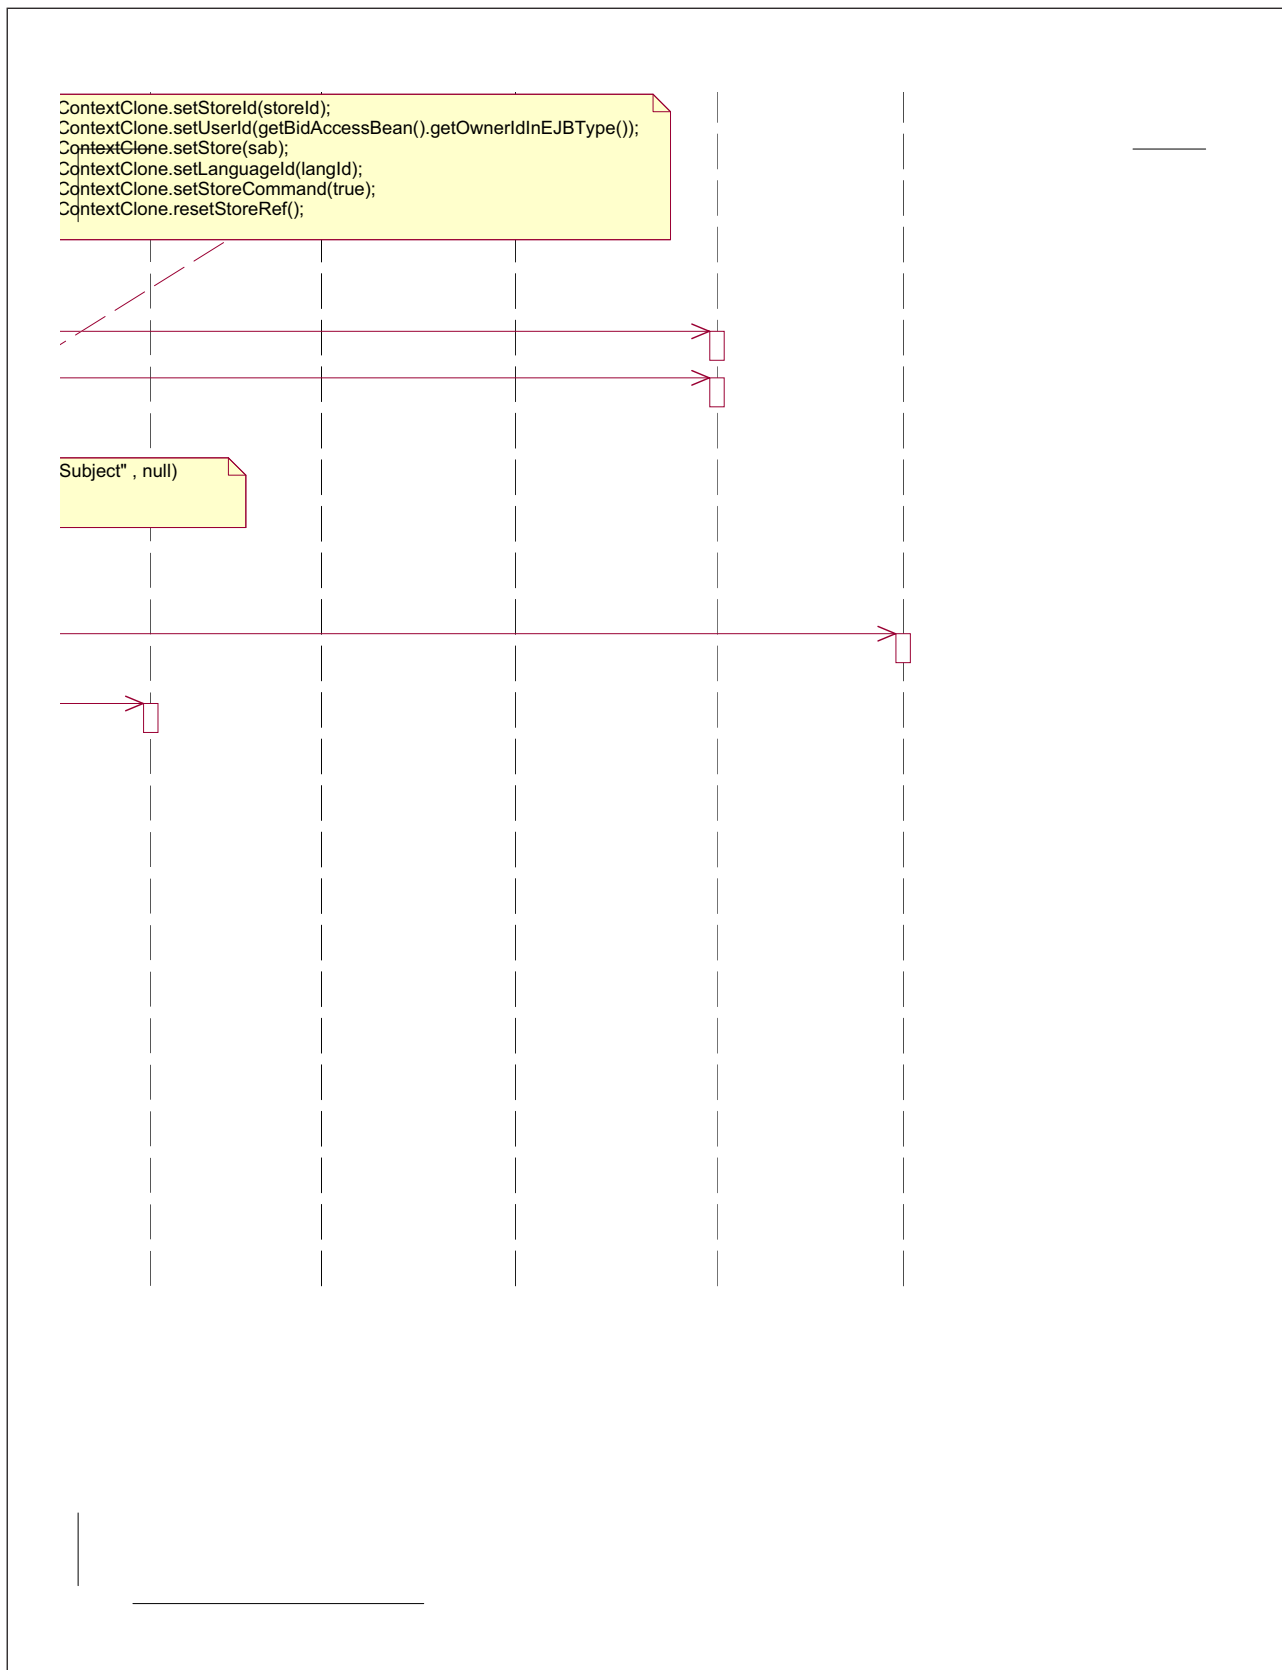 ContextClone.setStoreId(storeId);
ContextClone.setUserId(getBidAccessBean().getOwnerIdInEJBType());
ContextClone.setStore(sab);
ContextClone.setLanguageId(langId);
ContextClone.setStoreCommand(true);
ContextClone.resetStoreRef();
Subject" , null)